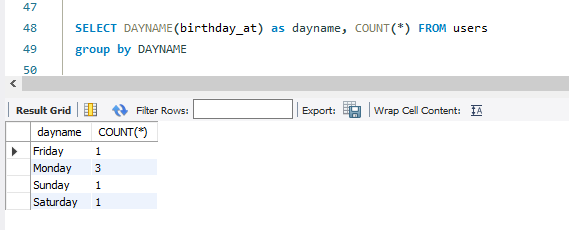 47
48 SELECT DAYNAME(birthday_at) as dayname, COUNT(*) FROM users
49 group by DAYNAME
50
Result Grid Filter Rows: Export: Wrap Cell Content: IA
dayname COUNT(*)
Friday 1
Monday 3
Sunday 1
Saturday 1